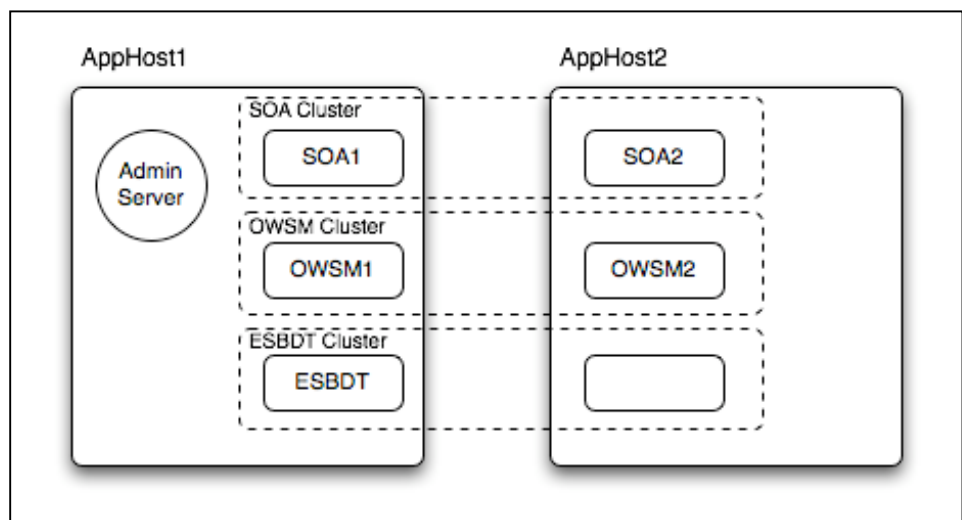 AppHost1
AppHost2
SOA Cluster
SOA1
SOA2
Admin
Server
OWSM Cluster
OWSM1
OWSM2
ESBDT Cluster
ESBDT